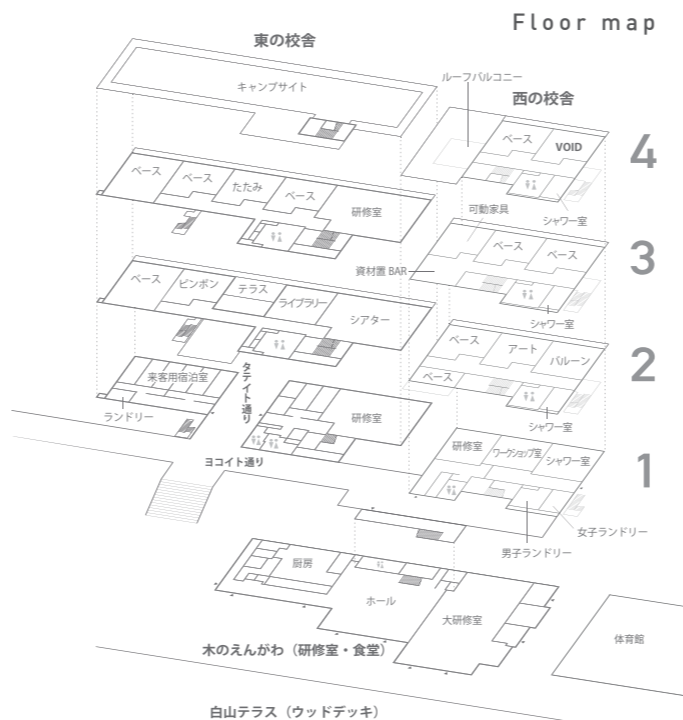 Floor map
東の校舎
キャンプサイト
ルーフバルコニー
西の校舎
ベース
VOID
4
シャワー室
ベース
ベース
たたみ
ベース
研修室
可動家具
ベース
ベース
3
資材置 BAR
シャワー室
ベース
ピンポン
テラス
ライブラリー
シアター
ベース
アート
バルーン
2
ベース
シャワー室
来客用宿泊室
ランドリー
タテイト通り
研修室
ヨコイト通り
研修室
ワークショップ室
シャワー室
1
女子ランドリー
男子ランドリー
厨房
ホール
大研修室
体育館
木のえんがわ（研修室・食堂）
白山テラス（ウッドデッキ）